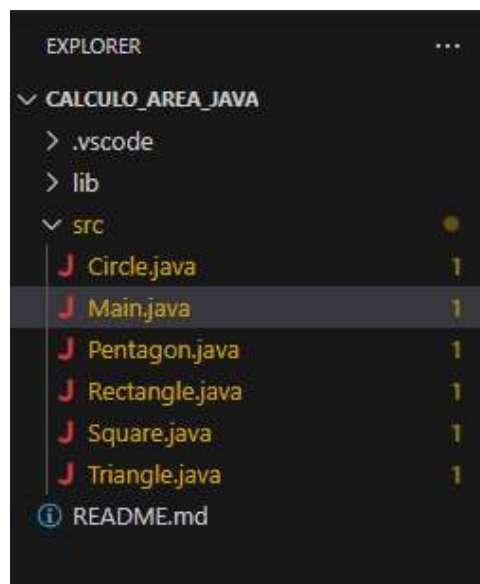 EXPLORER ...
CALCULO_AREA_JAVA
.vscode
lib
src
J Circle.java 1
J Main.java 1
J Pentagon.java 1
J Rectangle.java 1
J Square.java 1
J Triangle.java 1
README.md